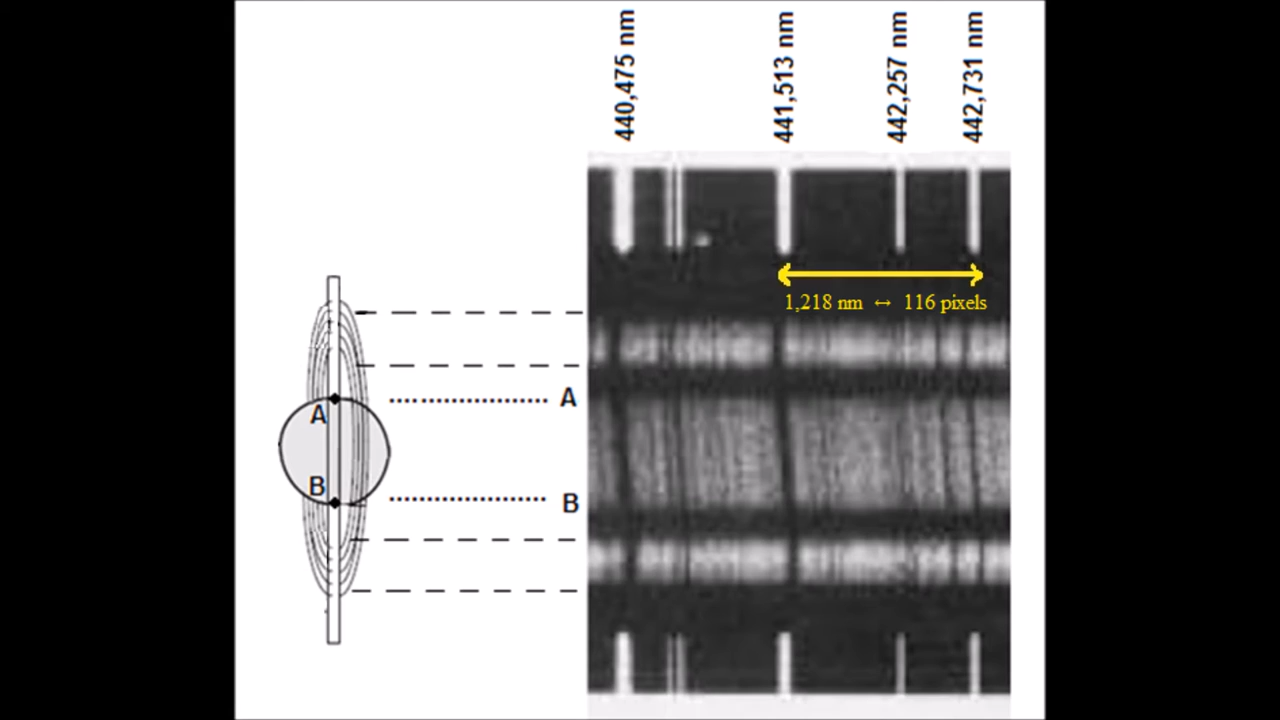 440,475 nm
441,513 nm
442,257 nm
442,731 nm
1,218 nm ↔ 116 pixels
A
A
B
B